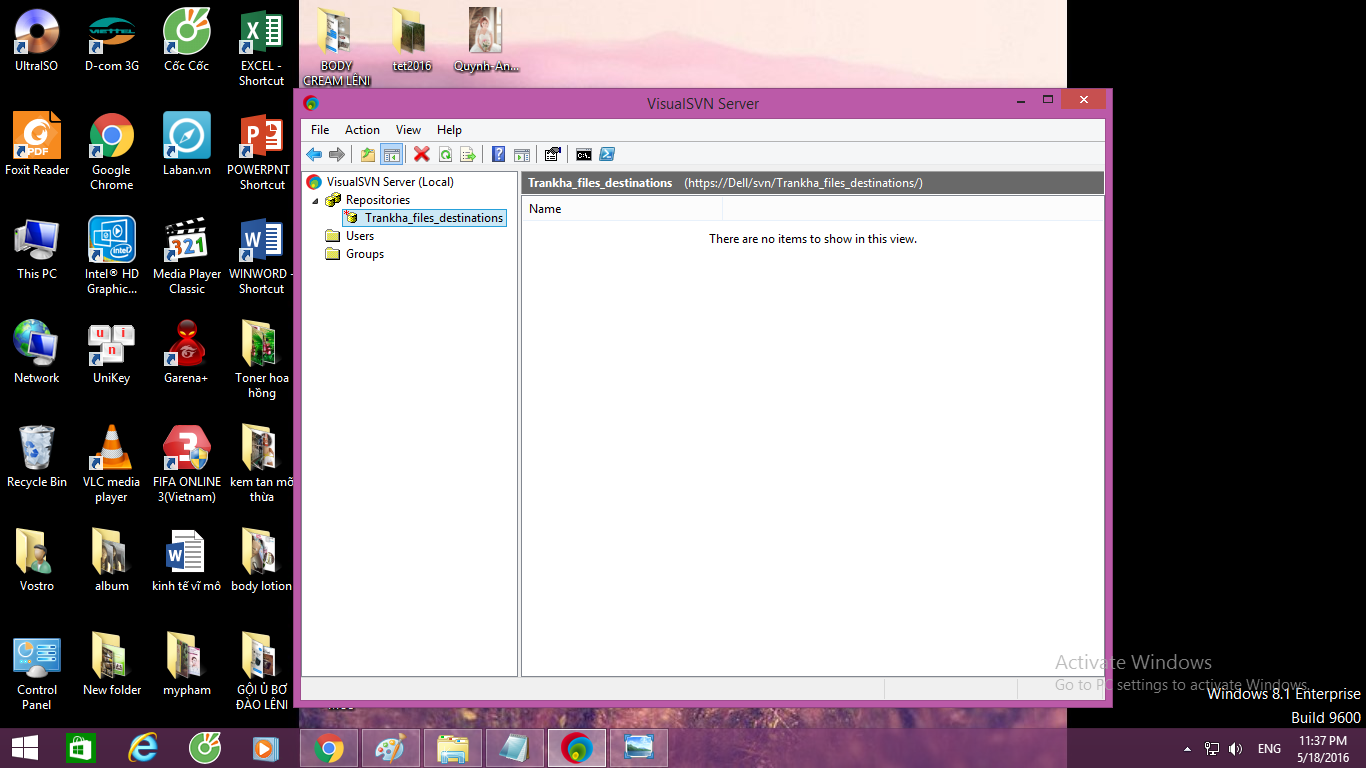 UltraISO
D-com 3G
Cốc Cốc
EXCEL -
Shortcut
BODY
CREAM LÊNI
tet2016
Quynh-An...
Foxit Reader
Google
Chrome
Laban.vn
POWERPNT
Shortcut
This PC
Intel® HD
Graphic...
Media Player
Classic
WINWORD -
Shortcut
Network
UniKey
Garena+
Toner hoa
hồng
Recycle Bin
VLC media
player
FIFA ONLINE
3(Vietnam)
kem tan mỡ
thừa
Vostro
album
kinh tế vĩ mô
body lotion
Control
Panel
New folder
mypham
GỘI Ủ BƠ
ĐÀO LÊNI
VisualSVN Server
File Action View Help
VisualSVN Server (Local)
Repositories
Trankha_files_destinations
Users
Groups
Trankha_files_destinations (https://Dell/svn/Trankha_files_destinations/)
Name
There are no items to show in this view.
Activate Windows
Go to PC settings to activate Windows.
Windows 8.1 Enterprise
Build 9600
ENG
11:37 PM
5/18/2016